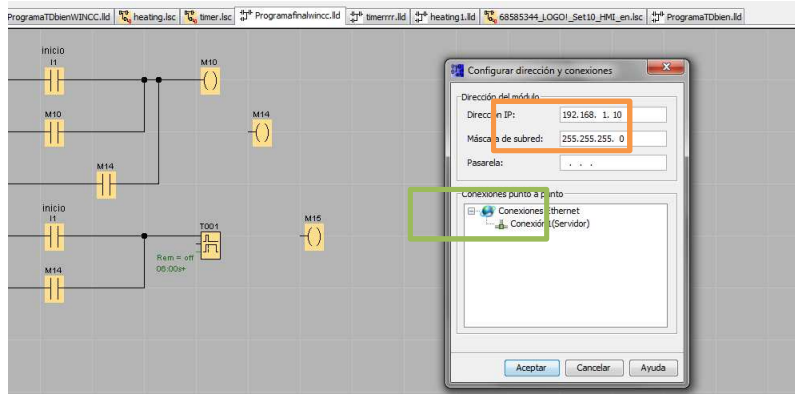 ProgramaTDbienWINCC.lld heating.lsc timer.lsc Programafinalwincc.lld timerrrr.lld heating1.lld 68585344_LOGO!_Set10_HMI_en.lsc ProgramaTDbien.lld
inicio
I1
M10
M10
M14
M14
inicio
I1
T001
M15
Rem = off
06:00s+
M14
Configurar dirección y conexiones
Dirección del módulo
Dirección IP: 192.168. 1. 10
Máscara de subred: 255.255.255. 0
Pasarela: . . .
Conexiones punto a punto
Conexiones Ethernet
Conexión1(Servidor)
Aceptar Cancelar Ayuda